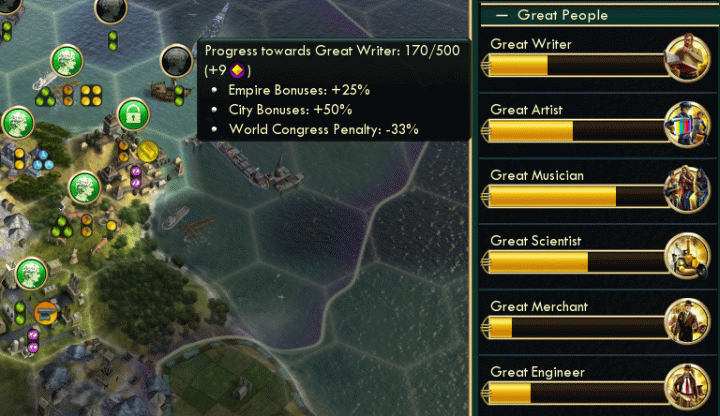 Progress towards Great Writer: 170/500
(+9 )
• Empire Bonuses: +25%
• City Bonuses: +50%
• World Congress Penalty: -33%
— Great People
Great Writer
Great Artist
Great Musician
Great Scientist
Great Merchant
Great Engineer